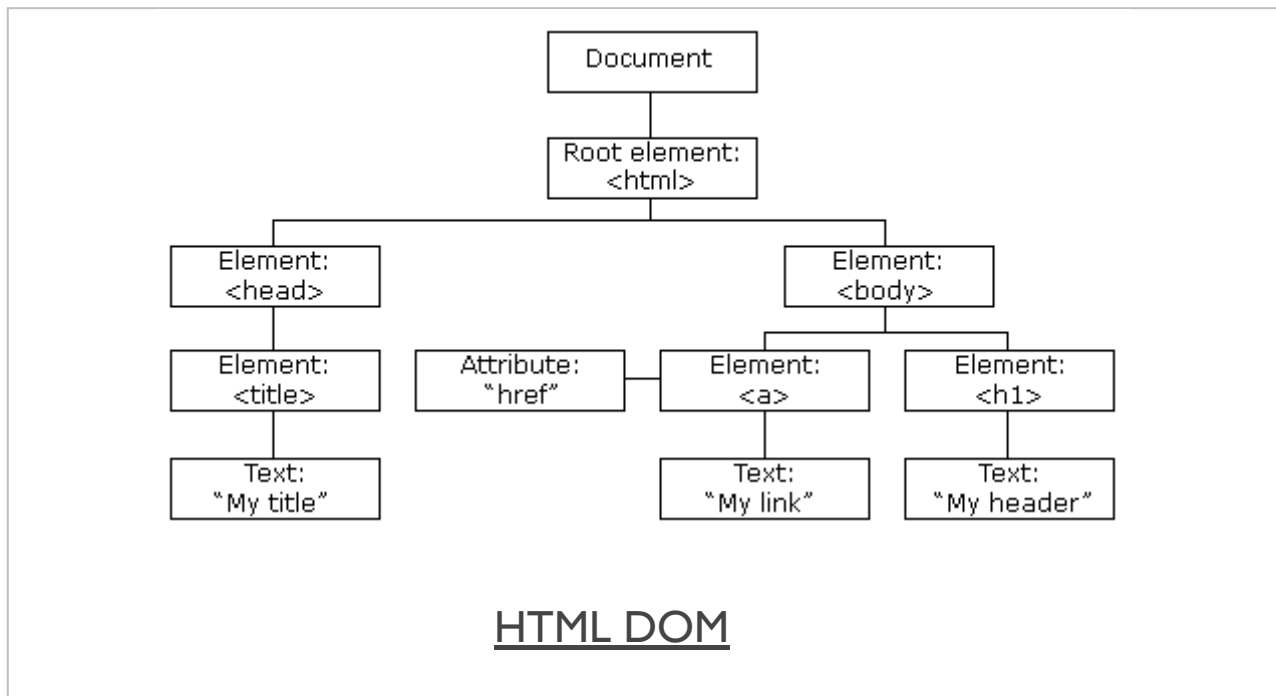 Document
Root element:
<html>
Element:
<head>
Element:
<body>
Element:
<title>
Attribute:
“href”
Element:
<a>
Element:
<h1>
Text:
“My title”
Text:
“My link”
Text:
“My header”
HTML DOM